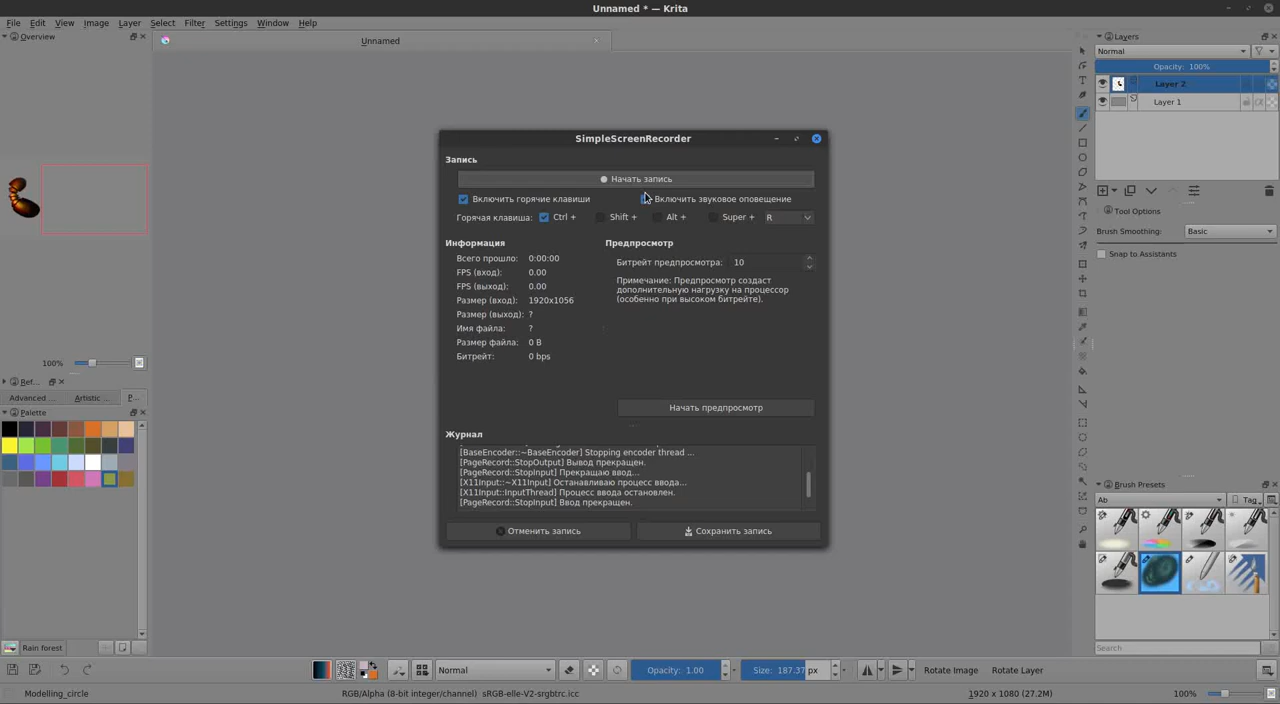 Unnamed * — Krita
File Edit View Image Layer Select Filter Settings Window Help
Overview
Unnamed
Layers
Normal
Opacity: 100%
Layer 2
Layer 1
Tool Options
Brush Smoothing: Basic
Snap to Assistants
SimpleScreenRecorder
Запись
Начать запись
Включить горячие клавиши Включить звуковое оповещение
Горячая клавиша: Ctrl + Shift + Alt + Super + R
Информация
Всего прошло: 0:00:00
FPS (вход): 0.00
FPS (выход): 0.00
Размер (вход): 1920x1056
Размер (выход): ?
Имя файла: ?
Размер файла: 0 B
Битрейт: 0 bps
Предпросмотр
Битрейт предпросмотра: 10
Примечание: Предпросмотр создаст
дополнительную нагрузку на процессор
(особенно при высоком битрейте).
Начать предпросмотр
Журнал
[BaseEncoder::~BaseEncoder] Stopping encoder thread ...
[PageRecord::StopOutput] Вывод прекращен.
[PageRecord::StopInput] Прекращаю ввод...
[X11Input::~X11Input] Останавливаю процесс ввода...
[X11Input::InputThread] Процесс ввода остановлен.
[PageRecord::StopInput] Ввод прекращен.
Отменить запись Сохранить запись
100%
Ref...
Advanced ... Artistic ... P...
Palette
Rain forest
Brush Presets
Ab Tag
Search
Normal Opacity: 1.00 Size: 187.37 px Rotate Image Rotate Layer
Modelling_circle RGB/Alpha (8-bit integer/channel) sRGB-elle-V2-srgbtrc.icc 1920 x 1080 (27.2M) 100%